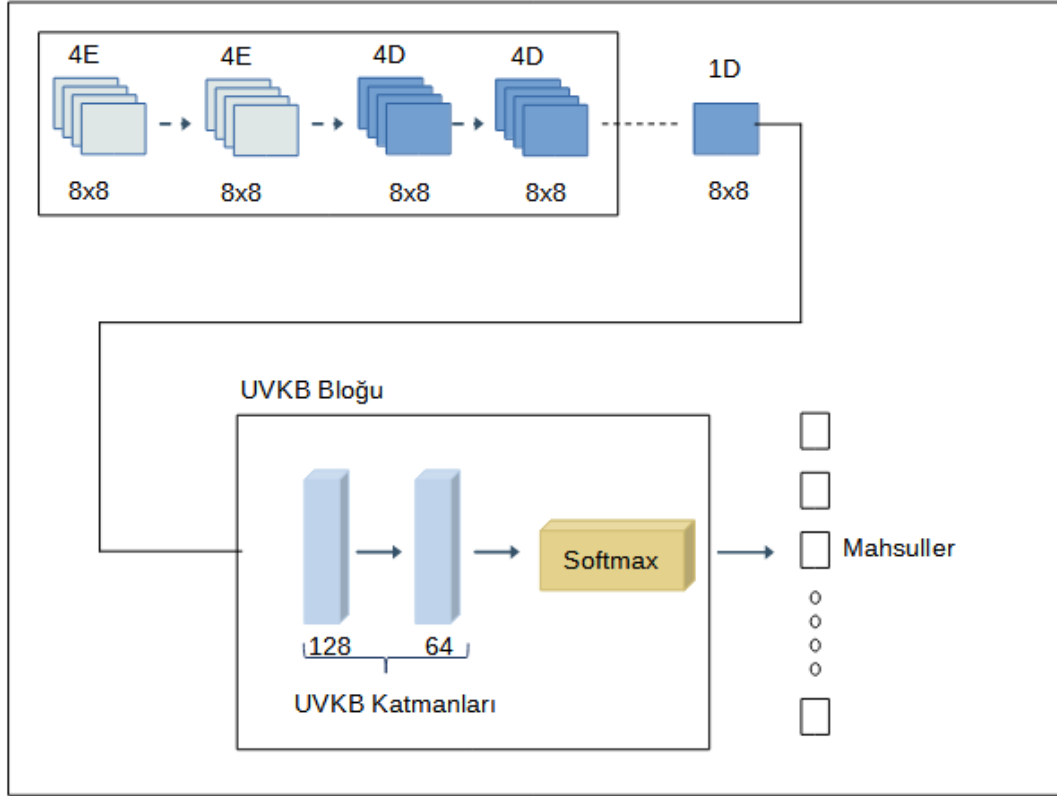 4E 4E 4D 4D 1D
8x8 8x8 8x8 8x8 8x8
UVKB Bloğu
Softmax
Mahsuller
128 64
UVKB Katmanları